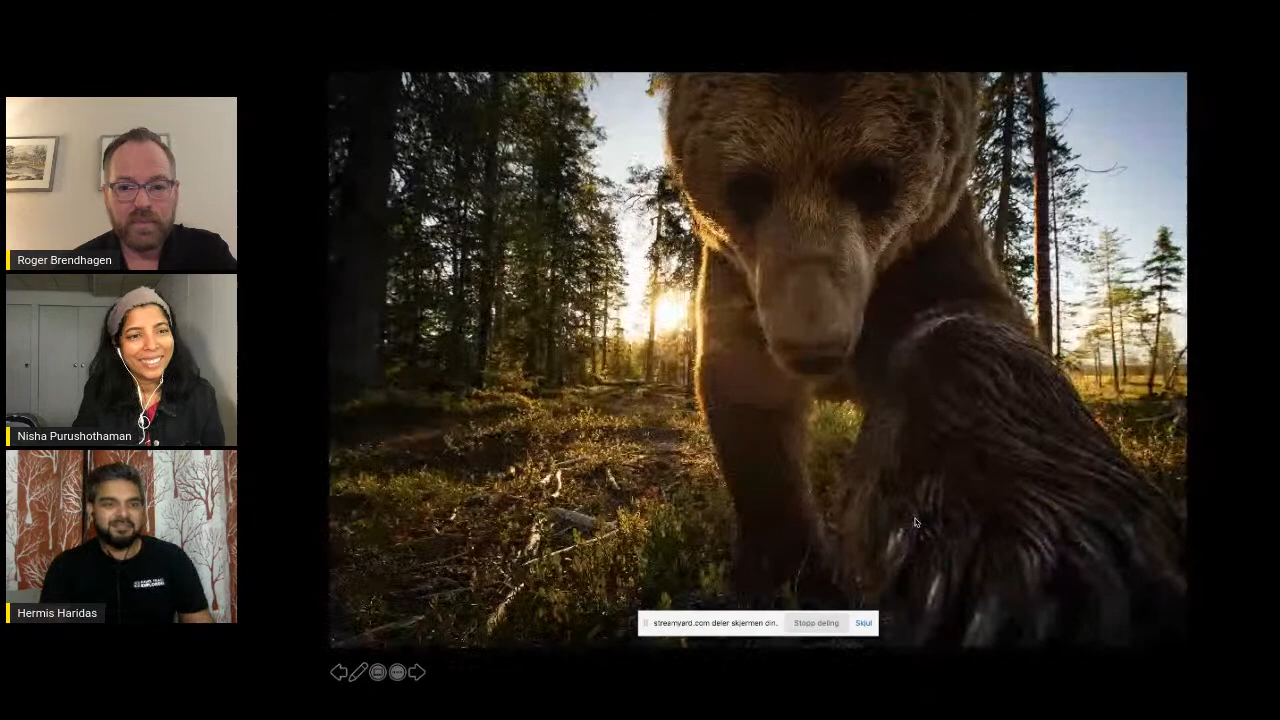 Roger Brendhagen
Nisha Purushothaman
Hermis Haridas
streamyard.com deler skjermen din.
Stopp deling
Skjul